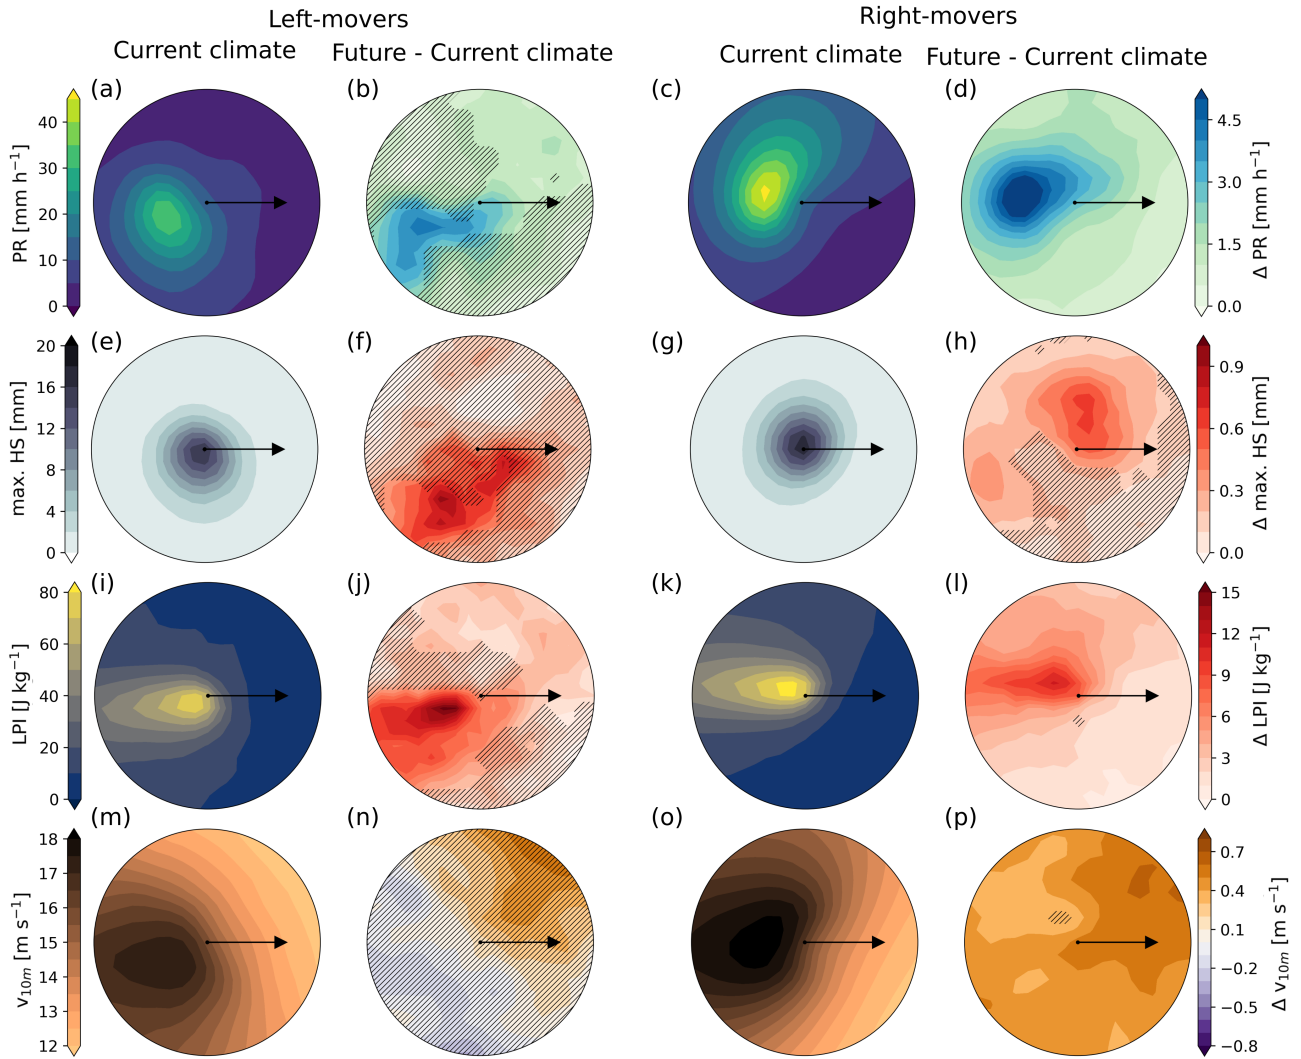 Left-movers
Right-movers
Current climate
Future - Current climate
Current climate
Future - Current climate
(a)
(b)
(c)
(d)
PR [mm h⁻¹]
40
30
20
10
0
4.5
3.0
1.5
0.0
Δ PR [mm h⁻¹]
(e)
(f)
(g)
(h)
max. HS [mm]
20
16
12
8
4
0
0.9
0.6
0.3
0.0
Δ max. HS [mm]
(i)
(j)
(k)
(l)
LPI [J kg⁻¹]
80
60
40
20
0
15
12
9
6
3
0
Δ LPI [J kg⁻¹]
(m)
(n)
(o)
(p)
v₁₀ₘ [m s⁻¹]
18
17
16
15
14
13
12
0.7
0.4
0.1
−0.2
−0.5
−0.8
Δ v₁₀ₘ [m s⁻¹]